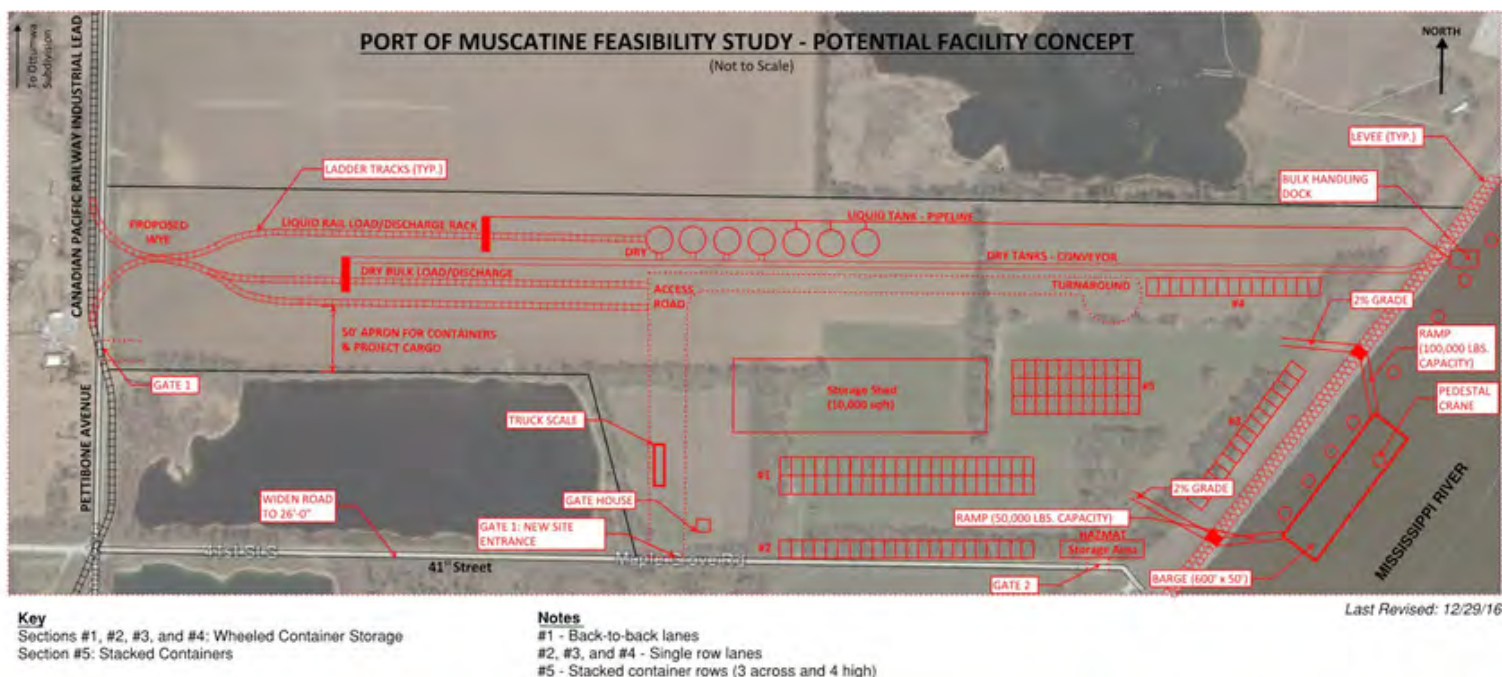 PORT OF MUSCATINE FEASIBILITY STUDY - POTENTIAL FACILITY CONCEPT
(Not to Scale)
NORTH
To Ottumwa
Subdivision
CANADIAN PACIFIC RAILWAY INDUSTRIAL LEAD
PETTIBONE AVENUE
LEVEE (TYP.)
LADDER TRACKS (TYP.)
BULK HANDLING
DOCK
PROPOSED
WYE
LIQUID RAIL LOAD/DISCHARGE RACK
LIQUID TANK - PIPELINE
DRY
DRY TANKS - CONVEYOR
DRY BULK LOAD/DISCHARGE
ACCESS
ROAD
TURNAROUND
#4
2% GRADE
50' APRON FOR CONTAINERS
& PROJECT CARGO
RAMP
(100,000 LBS.
CAPACITY)
GATE 1
Storage Shed
(10,000 sqft)
#5
PEDESTAL
CRANE
#3
TRUCK SCALE
#1
2% GRADE
WIDEN ROAD
TO 26'-0"
GATE HOUSE
RAMP (50,000 LBS. CAPACITY)
GATE 1: NEW SITE
ENTRANCE
HAZMAT
Storage Area
#2
41st St S
41st Street
Maple Grove Rd
GATE 2
BARGE (600' x 50')
MISSISSIPPI RIVER
Last Revised: 12/29/16
Key
Sections #1, #2, #3, and #4: Wheeled Container Storage
Section #5: Stacked Containers
Notes
#1 - Back-to-back lanes
#2, #3, and #4 - Single row lanes
#5 - Stacked container rows (3 across and 4 high)